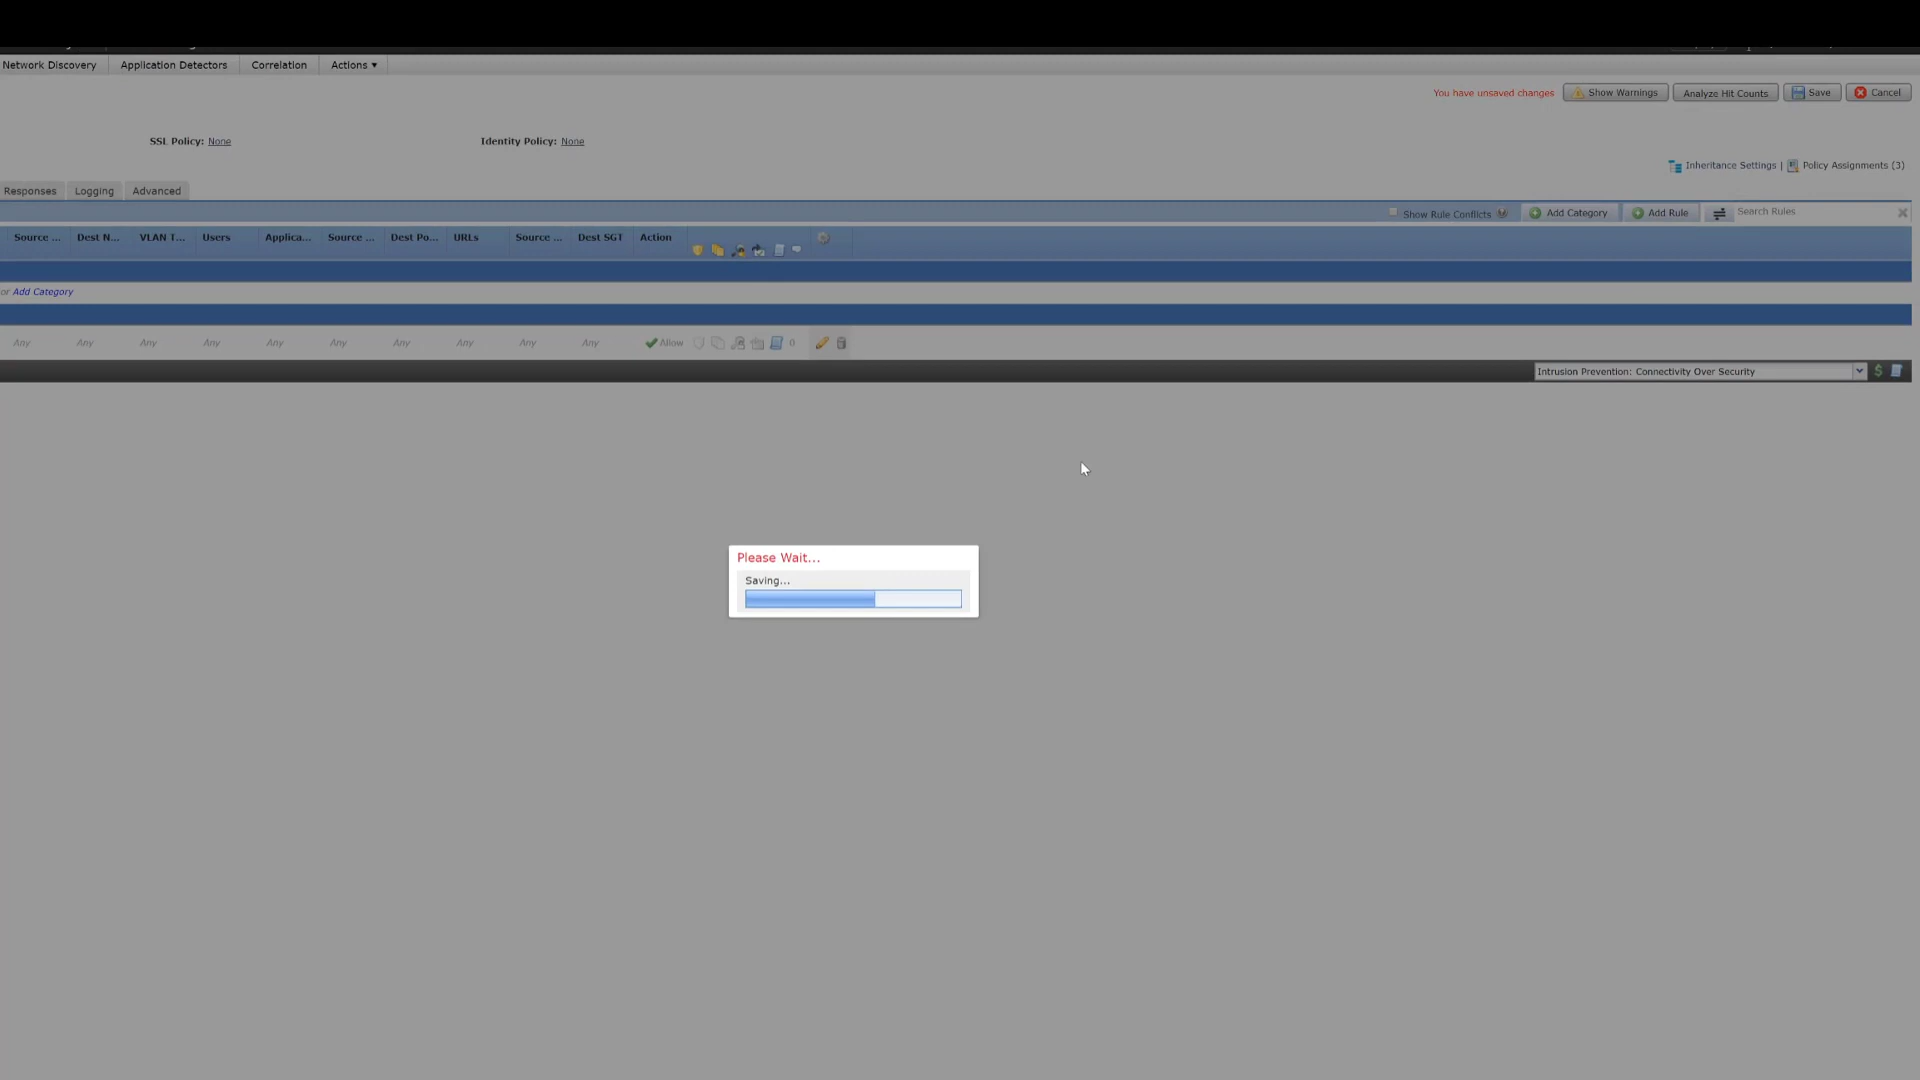 Network Discovery Application Detectors Correlation Actions ▾
You have unsaved changes Show Warnings Analyze Hit Counts Save Cancel
SSL Policy: None Identity Policy: None
Inheritance Settings | Policy Assignments (3)
Responses Logging Advanced
Show Rule Conflicts Add Category Add Rule Search Rules
Source ... Dest N... VLAN T... Users Applica... Source ... Dest Po... URLs Source ... Dest SGT Action
or Add Category
Any Any Any Any Any Any Any Any Any Any Allow 0
Intrusion Prevention: Connectivity Over Security $
Please Wait...
Saving...